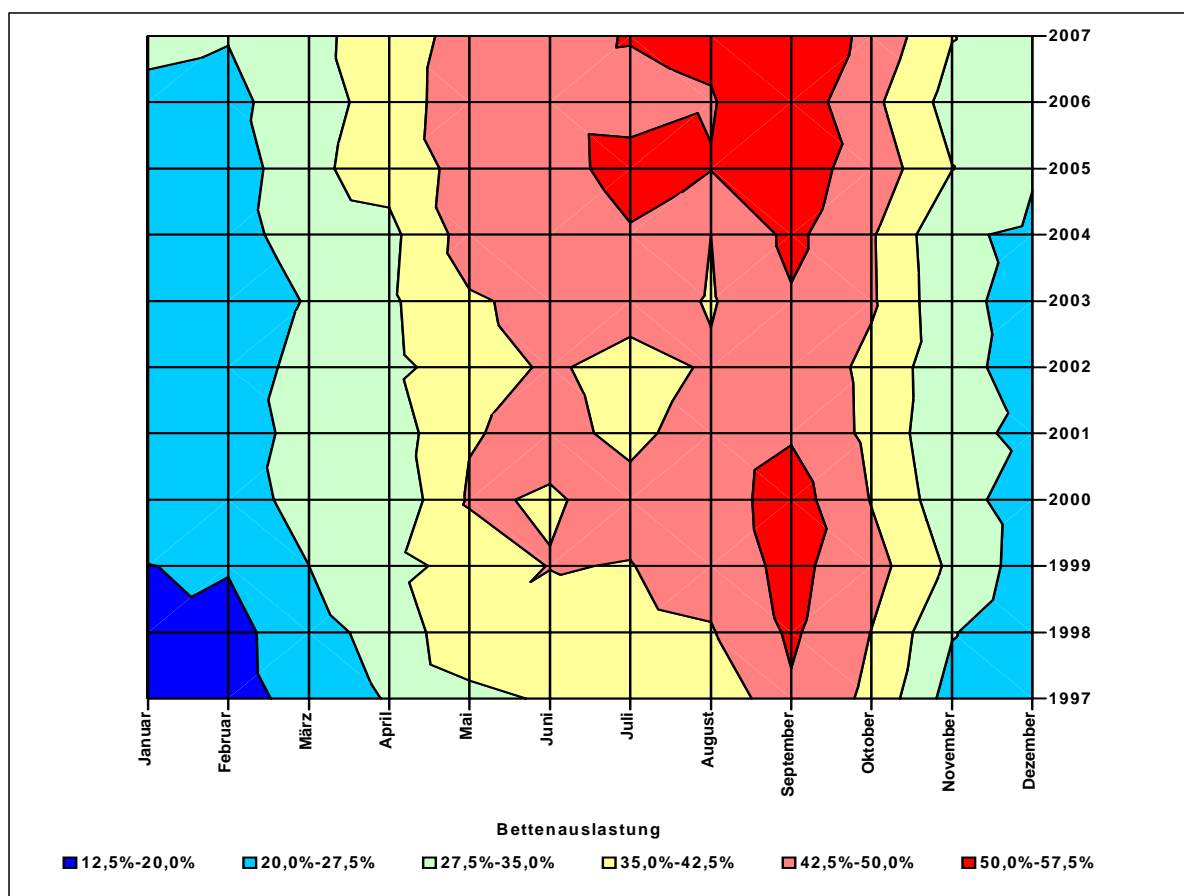 2007
2006
2005
2004
2003
2002
2001
2000
1999
1998
1997
Januar
Februar
März
April
Mai
Juni
Juli
August
September
Oktober
November
Dezember
Bettenauslastung
12,5%-20,0%
20,0%-27,5%
27,5%-35,0%
35,0%-42,5%
42,5%-50,0%
50,0%-57,5%